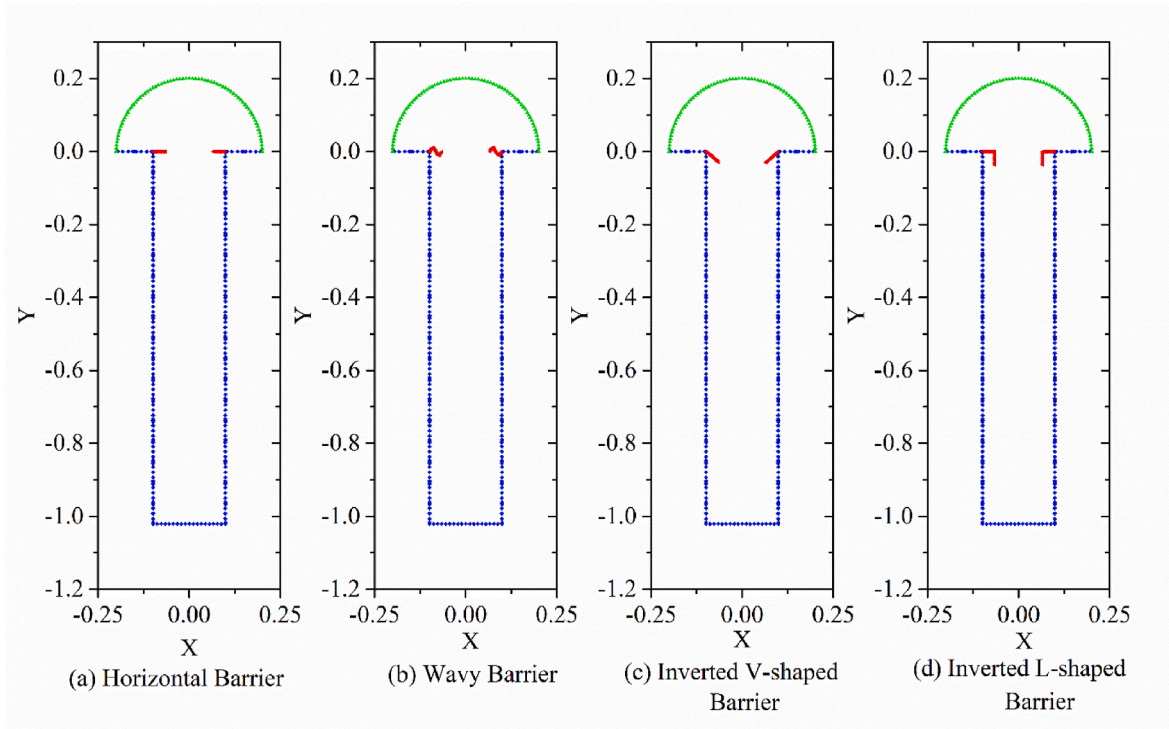 0.2 0.2 0.2 0.2
0.0 0.0 0.0 0.0
-0.2 -0.2 -0.2 -0.2
-0.4 -0.4 -0.4 -0.4
Y Y Y Y
-0.6 -0.6 -0.6 -0.6
-0.8 -0.8 -0.8 -0.8
-1.0 -1.0 -1.0 -1.0
-1.2 -1.2 -1.2 -1.2
-0.25 0.00 0.25 -0.25 0.00 0.25 -0.25 0.00 0.25 -0.25 0.00 0.25
X X X X
(a) Horizontal Barrier
(b) Wavy Barrier
(c) Inverted V-shaped
Barrier
(d) Inverted L-shaped
Barrier